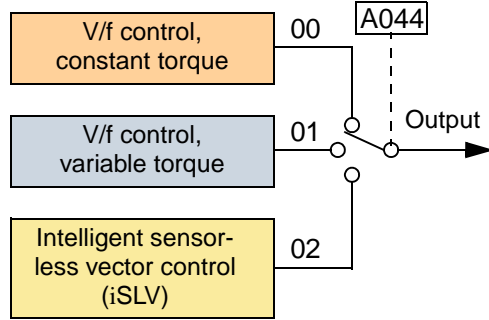 V/f control,
constant torque
00
A044
V/f control,
variable torque
01
Output
Intelligent sensor-
less vector control
(iSLV)
02